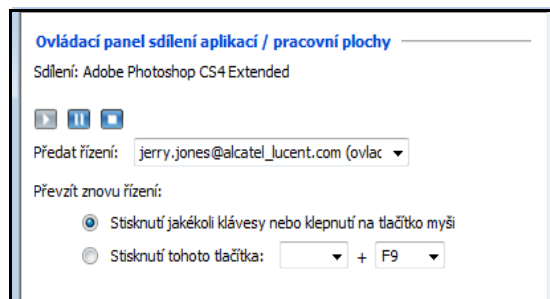 Ovládací panel sdílení aplikací / pracovní plochy
Sdílení: Adobe Photoshop CS4 Extended
Předat řízení: jerry.jones@alcatel_lucent.com (ovlac
Převzít znovu řízení:
Stisknutí jakékoli klávesy nebo klepnutí na tlačítko myši
Stisknutí tohoto tlačítka: + F9